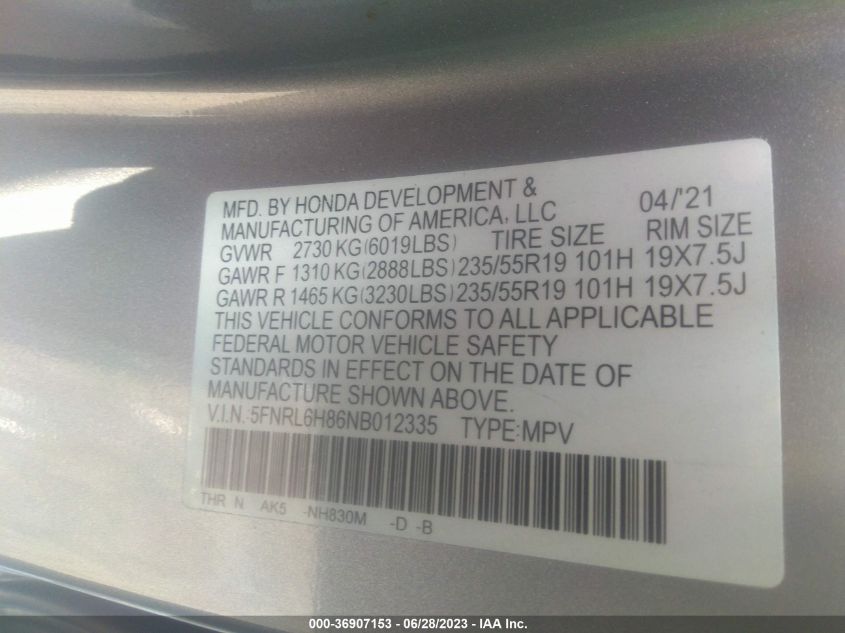 MFD. BY HONDA DEVELOPMENT & 04/'21
MANUFACTURING OF AMERICA, LLC
GVWR 2730 KG(6019LBS) TIRE SIZE RIM SIZE
GAWR F 1310 KG(2888LBS) 235/55R19 101H 19X7.5J
GAWR R 1465 KG(3230LBS) 235/55R19 101H 19X7.5J
THIS VEHICLE CONFORMS TO ALL APPLICABLE
FEDERAL MOTOR VEHICLE SAFETY
STANDARDS IN EFFECT ON THE DATE OF
MANUFACTURE SHOWN ABOVE.
V.I.N.:5FNRL6H86NB012335 TYPE:MPV
THR N AK5 -NH830M -D -B
000-36907153 - 06/28/2023 - IAA Inc.